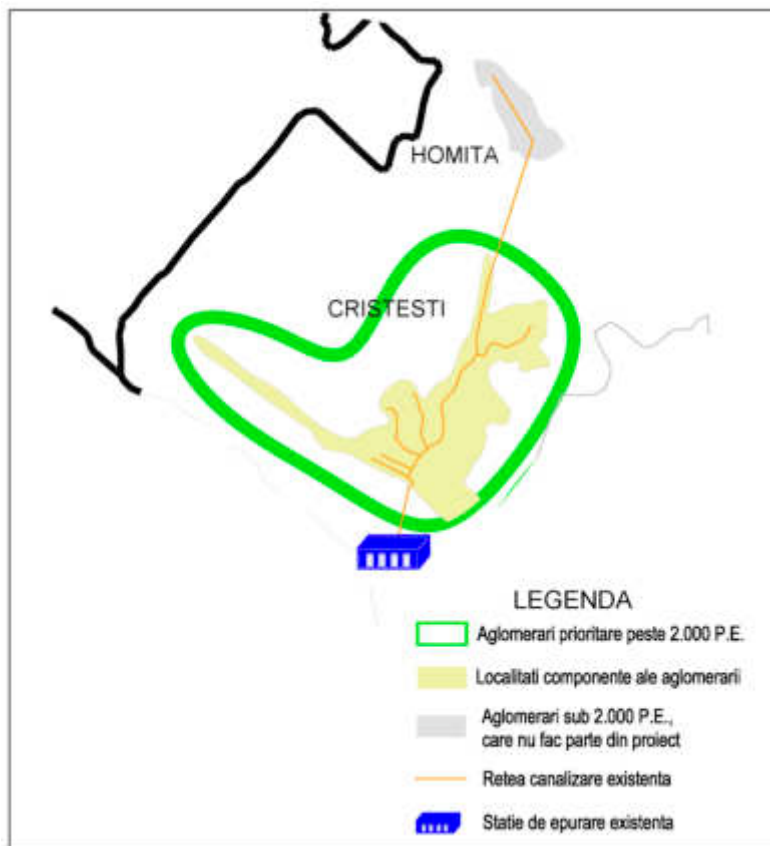 HOMITA
CRISTESTI
LEGENDA
Aglomerari prioritare peste 2.000 P.E.
Localitati componente ale aglomerarii
Aglomerari sub 2.000 P.E.,
care nu fac parte din proiect
Retea canalizare existenta
Statie de epurare existenta